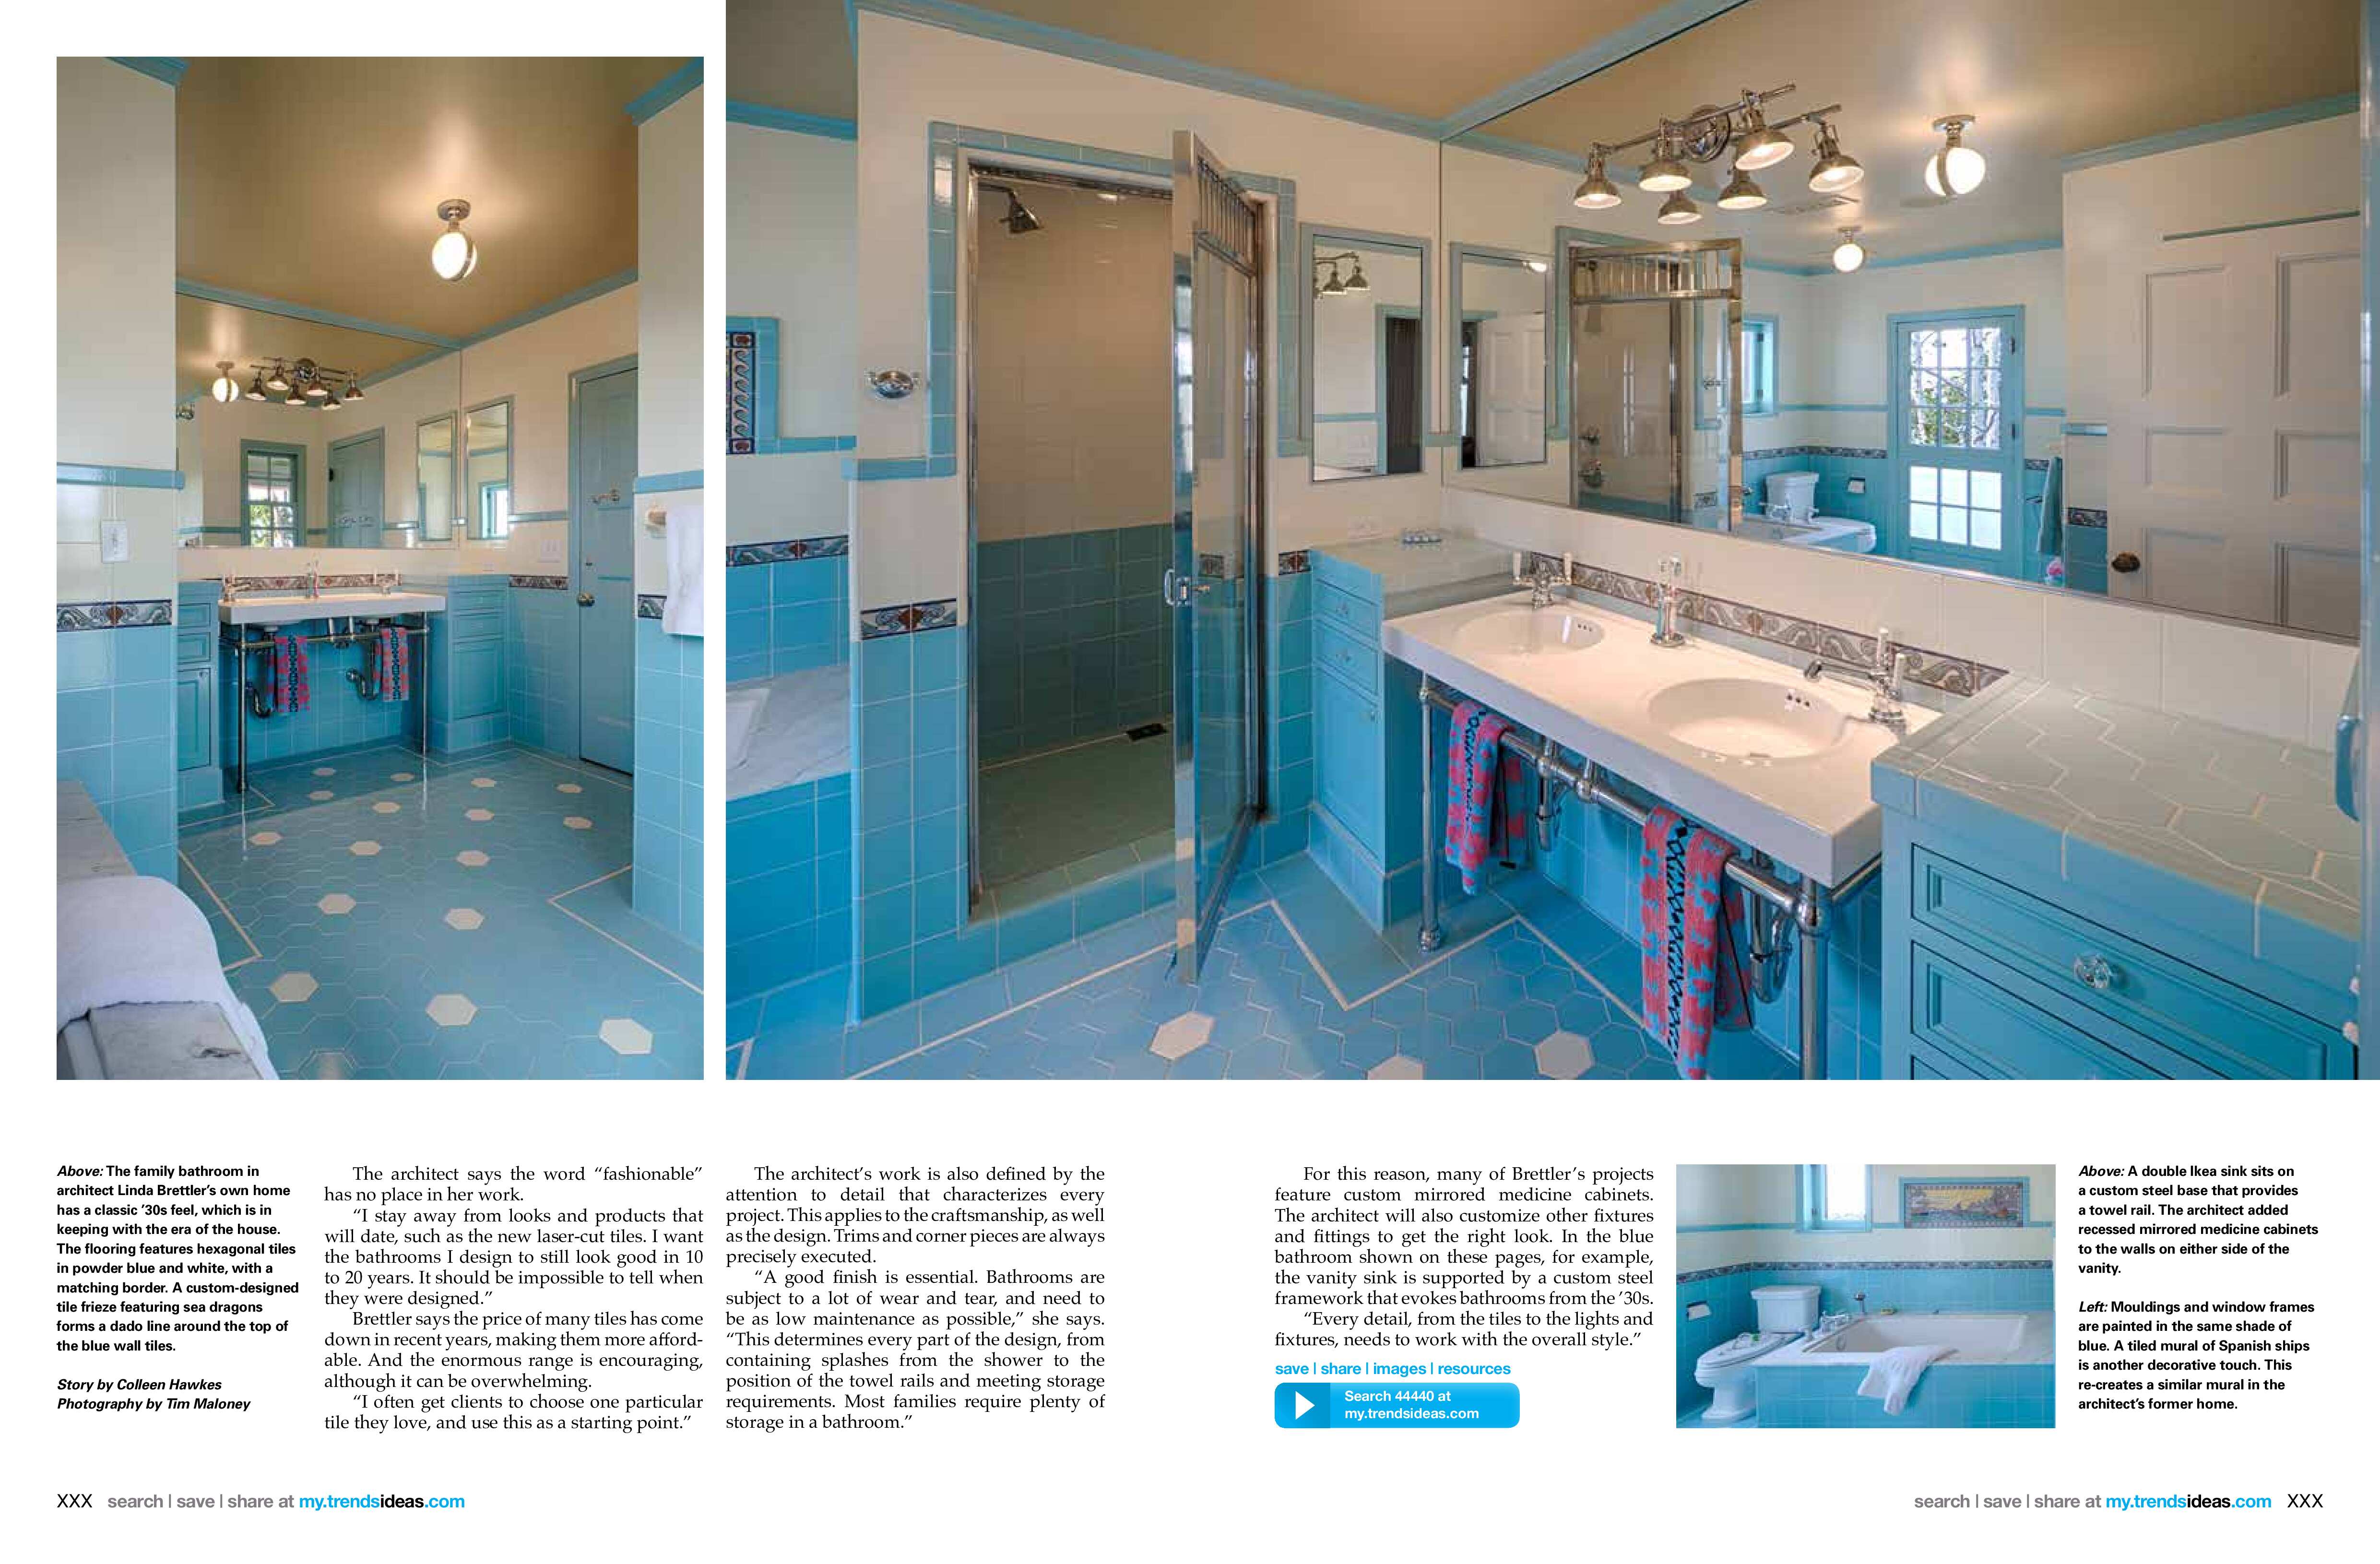 Above: The family bathroom in
architect Linda Brettler’s own home
has a classic ’30s feel, which is in
keeping with the era of the house.
The flooring features hexagonal tiles
in powder blue and white, with a
matching border. A custom-designed
tile frieze featuring sea dragons
forms a dado line around the top of
the blue wall tiles.
Story by Colleen Hawkes
Photography by Tim Maloney
The architect says the word “fashionable”
has no place in her work.
“I stay away from looks and products that
will date, such as the new laser-cut tiles. I want
the bathrooms I design to still look good in 10
to 20 years. It should be impossible to tell when
they were designed.”
Brettler says the price of many tiles has come
down in recent years, making them more afford-
able. And the enormous range is encouraging,
although it can be overwhelming.
“I often get clients to choose one particular
tile they love, and use this as a starting point.”
The architect’s work is also defined by the
attention to detail that characterizes every
project. This applies to the craftsmanship, as well
as the design. Trims and corner pieces are always
precisely executed.
“A good finish is essential. Bathrooms are
subject to a lot of wear and tear, and need to
be as low maintenance as possible,” she says.
“This determines every part of the design, from
containing splashes from the shower to the
position of the towel rails and meeting storage
requirements. Most families require plenty of
storage in a bathroom.”
For this reason, many of Brettler’s projects
feature custom mirrored medicine cabinets.
The architect will also customize other fixtures
and fittings to get the right look. In the blue
bathroom shown on these pages, for example,
the vanity sink is supported by a custom steel
framework that evokes bathrooms from the ’30s.
“Every detail, from the tiles to the lights and
fixtures, needs to work with the overall style.”
save | share | images | resources
Search 44440 at
my.trendsideas.com
Above: A double Ikea sink sits on
a custom steel base that provides
a towel rail. The architect added
recessed mirrored medicine cabinets
to the walls on either side of the
vanity.
Left: Mouldings and window frames
are painted in the same shade of
blue. A tiled mural of Spanish ships
is another decorative touch. This
re-creates a similar mural in the
architect’s former home.
XXX search | save | share at my.trendsideas.com
search | save | share at my.trendsideas.com XXX